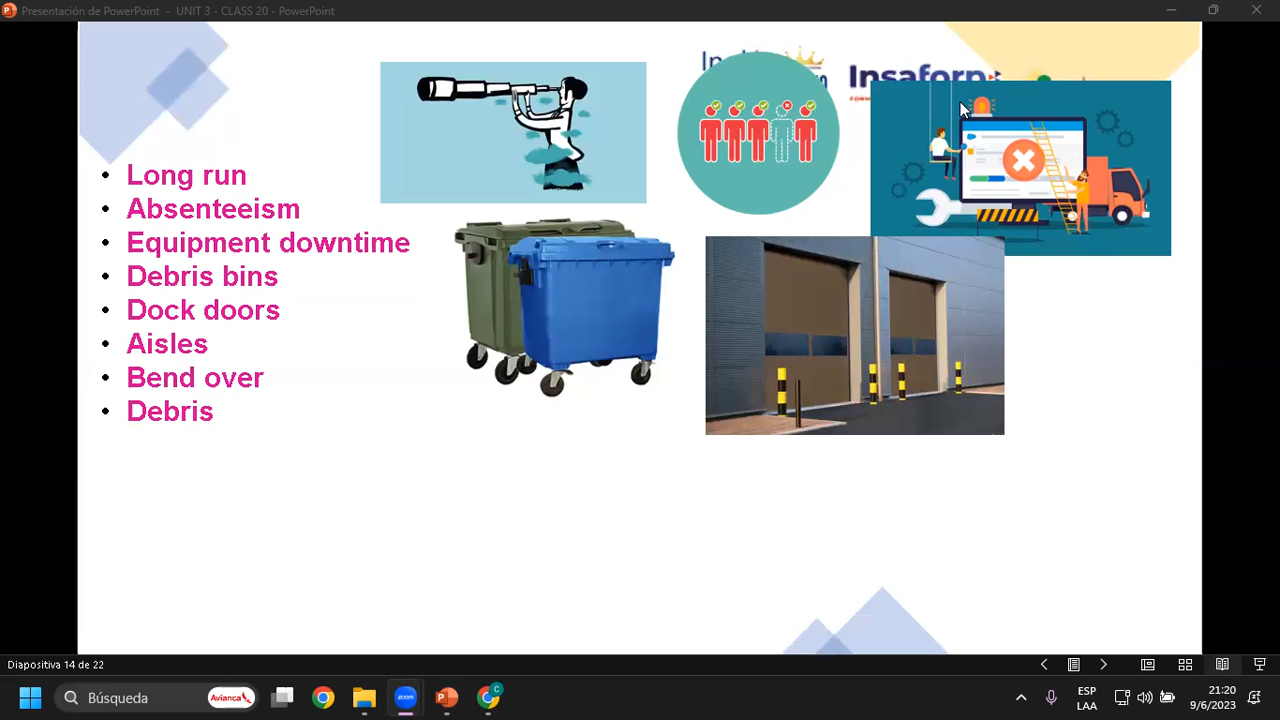 Presentación de PowerPoint - UNIT 3 - CLASS 20 - PowerPoint
Insaforp
• Long run
• Absenteeism
• Equipment downtime
• Debris bins
• Dock doors
• Aisles
• Bend over
• Debris
Diapositiva 14 de 22
Búsqueda
Avianca
zoom
C
ESP
LAA
21:20
9/6/2023